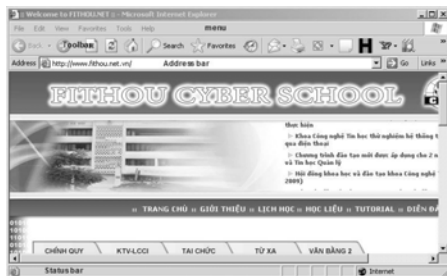 :: Welcome to FITHOU.NET :: - Microsoft Internet Explorer
File Edit View Favorites Tools Help menu
Back Toolbar Search Favorites
Address http://www.fithou.net.vn/ Address bar Go Links »
FITHOU CYBER SCHOOL
thực hiện
Khoa Công nghệ Tin học thử nghiệm hệ thống
qua điện thoại
Chương trình đào tạo mới được áp dụng cho 2
và Tin học Quản lý
Hội đồng khoa học và đào tạo khoa Công nghệ
2009)
:: TRANG CHỦ :: GIỚI THIỆU :: LỊCH HỌC :: HỌC LIỆU :: TUTORIAL :: DIỄN
CHÍNH QUY KTV-LCCI TẠI CHỨC TỪ XA VĂN BẰNG 2
Status bar Internet